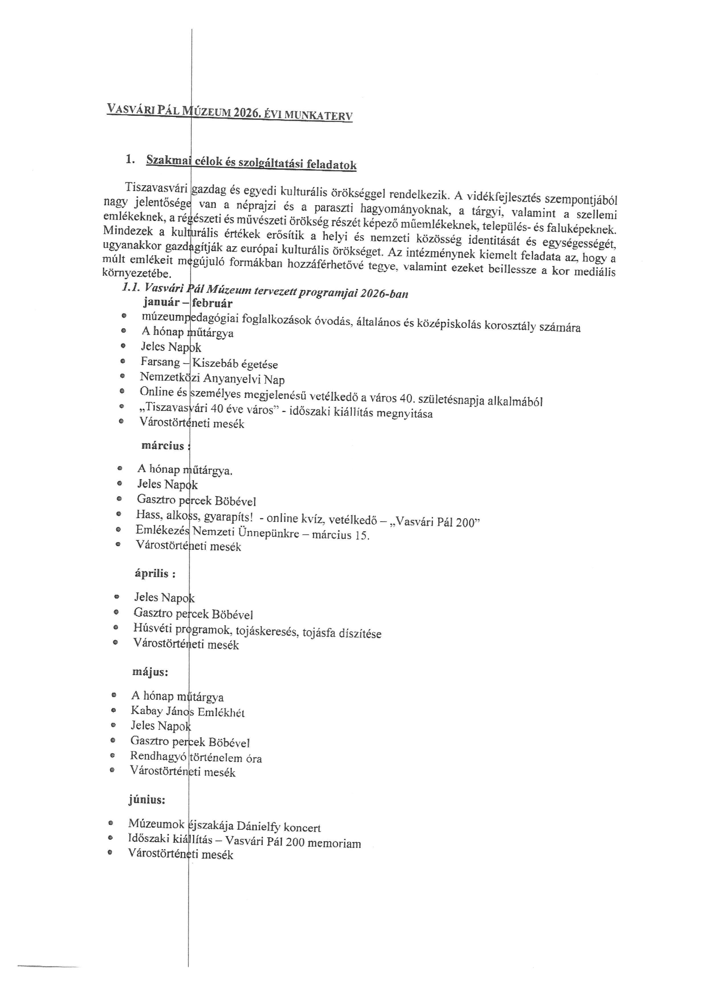 VASVÁRI PÁL MÚZEUM 2026. ÉVI MUNKATERV
1. Szakmai célok és szolgáltatási feladatok
Tiszavasvári gazdag és egyedi kulturális örökséggel rendelkezik. A vidékfejlesztés szempontjából
nagy jelentősége van a néprajzi és a paraszti hagyományoknak, a tárgyi, valamint a szellemi
emlékeknek, a régészeti és művészeti örökség részét képező műemlékeknek, település- és faluképeknek.
Mindezek a kulturális értékek erősítik a helyi és nemzeti közösség identitását és egységességét,
ugyanakkor gazdagítják az európai kulturális örökséget. Az intézménynek kiemelt feladata az, hogy a
múlt emlékeit megújuló formákban hozzáférhetővé tegye, valamint ezeket beillessze a kor mediális
környezetébe.
1.1. Vasvári Pál Múzeum tervezett programjai 2026-ban
január – február
• múzeumpedagógiai foglalkozások óvodás, általános és középiskolás korosztály számára
• A hónap műtárgya
• Jeles Napok
• Farsang – Kiszebáb égetése
• Nemzetközi Anyanyelvi Nap
• Online és személyes megjelenésű vetélkedő a város 40. születésnapja alkalmából
• „Tiszavasvári 40 éve város” - időszaki kiállítás megnyitása
• Várostörténeti mesék
március :
• A hónap műtárgya.
• Jeles Napok
• Gasztro percek Böbével
• Hass, alkoss, gyarapíts! - online kvíz, vetélkedő – „Vasvári Pál 200”
• Emlékezés Nemzeti Ünnepünkre – március 15.
• Várostörténeti mesék
április :
• Jeles Napok
• Gasztro percek Böbével
• Húsvéti programok, tojáskeresés, tojásfa díszítése
• Várostörténeti mesék
május:
• A hónap műtárgya
• Kabay János Emlékhét
• Jeles Napok
• Gasztro percek Böbével
• Rendhagyó történelem óra
• Várostörténeti mesék
június:
• Múzeumok éjszakája Dánielfy koncert
• Időszaki kiállítás – Vasvári Pál 200 memoriam
• Várostörténeti mesék